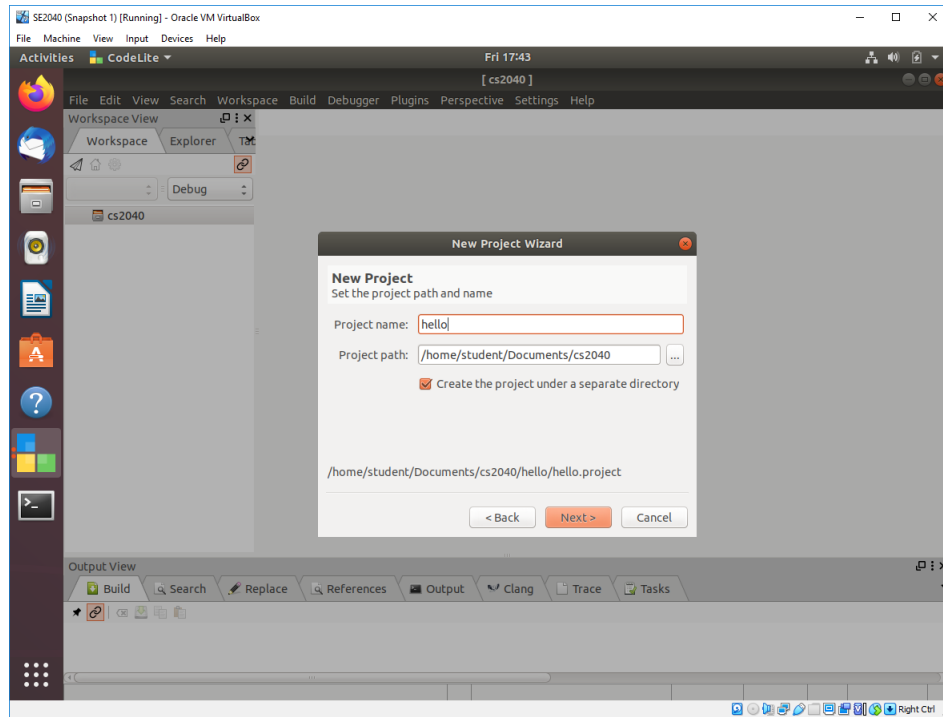 SE2040 (Snapshot 1) [Running] - Oracle VM VirtualBox
File Machine View Input Devices Help
Activities CodeLite Fri 17:43
[ cs2040 ]
File Edit View Search Workspace Build Debugger Plugins Perspective Settings Help
Workspace View
Workspace Explorer Tab
Debug
cs2040
New Project Wizard
New Project
Set the project path and name
Project name: hello
Project path: /home/student/Documents/cs2040 ...
Create the project under a separate directory
/home/student/Documents/cs2040/hello/hello.project
< Back Next > Cancel
Output View
Build Search Replace References Output Clang Trace Tasks
Right Ctrl